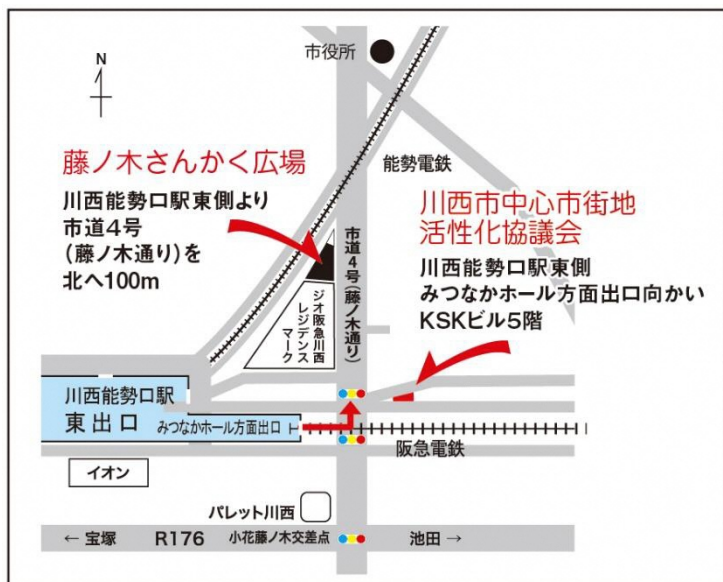 市役所
N
能勢電鉄
藤ノ木さんかく広場
川西能勢口駅東側より
市道4号
(藤ノ木通り)を
北へ100m
川西市中心市街地
活性化協議会
川西能勢口駅東側
みつなかホール方面出口向かい
KSKビル5階
市道4号(藤ノ木通り)
ジオ阪急川西
レジデンス
マーク
川西能勢口駅
東出口
みつなかホール方面出口
阪急電鉄
イオン
パレット川西
← 宝塚
R176
小花藤ノ木交差点
池田 →